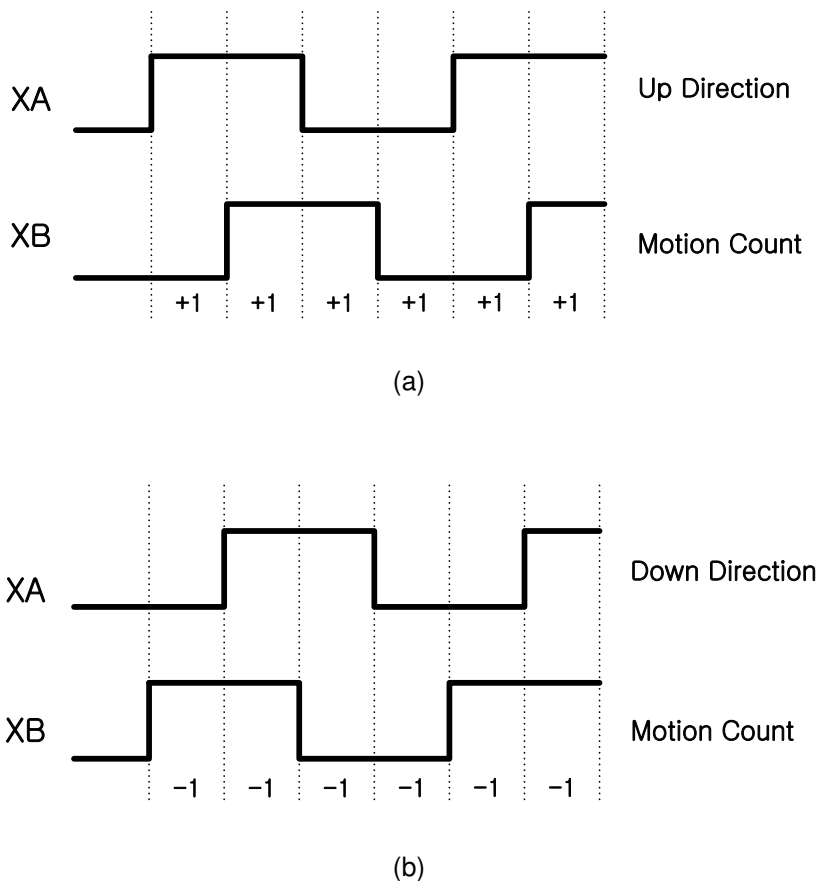 XA
Up Direction
XB
Motion Count
+1 +1 +1 +1 +1 +1
(a)
XA
Down Direction
XB
Motion Count
−1 −1 −1 −1 −1 −1
(b)